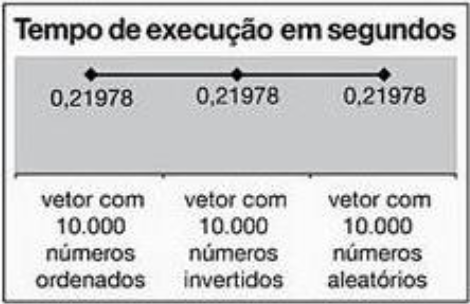 Tempo de execução em segundos
0,21978 0,21978 0,21978
vetor com vetor com vetor com
10.000 10.000 10.000
números números números
ordenados invertidos aleatórios